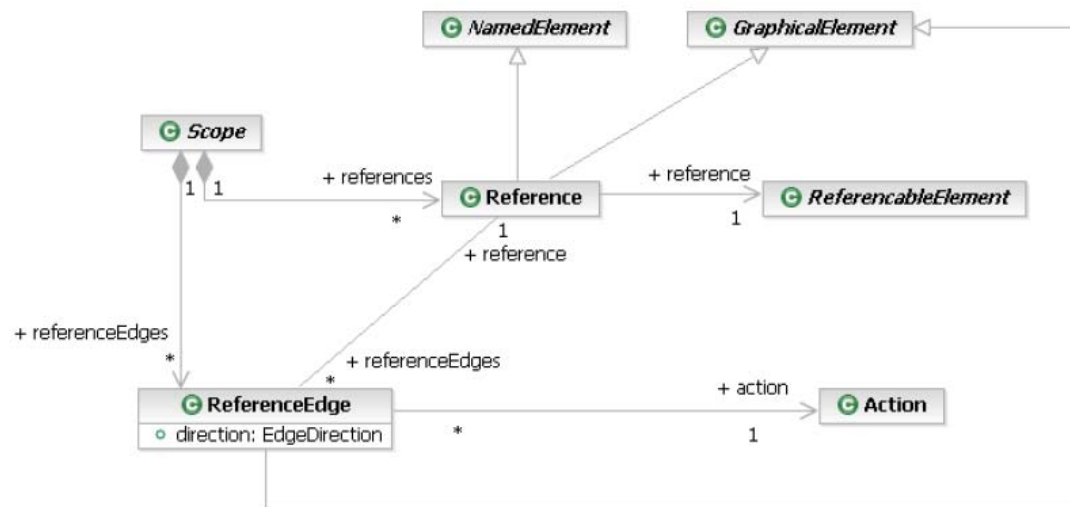 NamedElement
GraphicalElement
Scope
1
1
+ references
*
Reference
+ reference
1
ReferencableElement
1
+ reference
+ referenceEdges
*
+ referenceEdges
*
ReferenceEdge
direction: EdgeDirection
*
+ action
1
Action